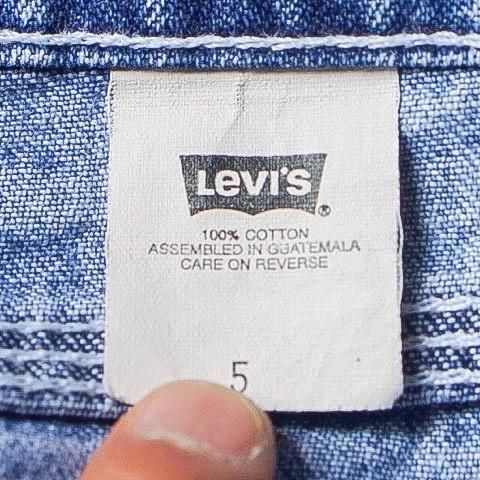 LEVI'S®
100% COTTON
ASSEMBLED IN GUATEMALA
CARE ON REVERSE
5